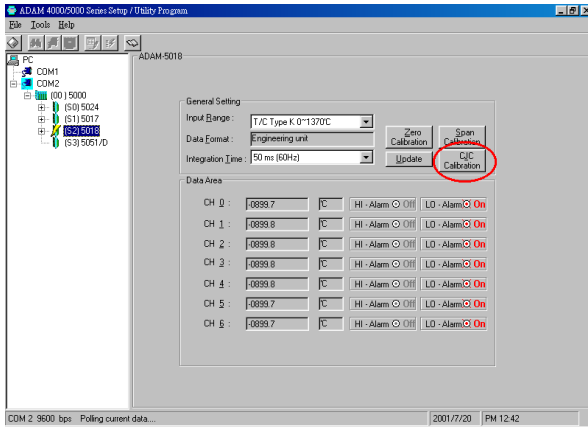 ADAM 4000/5000 Series Setup / Utility Program
File Tools Help
PC
COM1
COM2
(00 ) 5000
(S0) 5024
(S1) 5017
(S2) 5018
(S3) 5051/D
ADAM-5018
General Setting
Input Range : T/C Type K 0~1370℃
Data Format : Engineering unit
Integration Time : 50 ms (60Hz)
Zero Calibration
Span Calibration
Update
CJC Calibration
Data Area
CH 0 : -0899.7 ℃ HI - Alarm Off LO - Alarm On
CH 1 : -0899.8 ℃ HI - Alarm Off LO - Alarm On
CH 2 : -0899.8 ℃ HI - Alarm Off LO - Alarm On
CH 3 : -0899.8 ℃ HI - Alarm Off LO - Alarm On
CH 4 : -0899.8 ℃ HI - Alarm Off LO - Alarm On
CH 5 : -0899.7 ℃ HI - Alarm Off LO - Alarm On
CH 6 : -0899.7 ℃ HI - Alarm Off LO - Alarm On
COM 2 9600 bps Polling current data.... 2001/7/20 PM 12:42